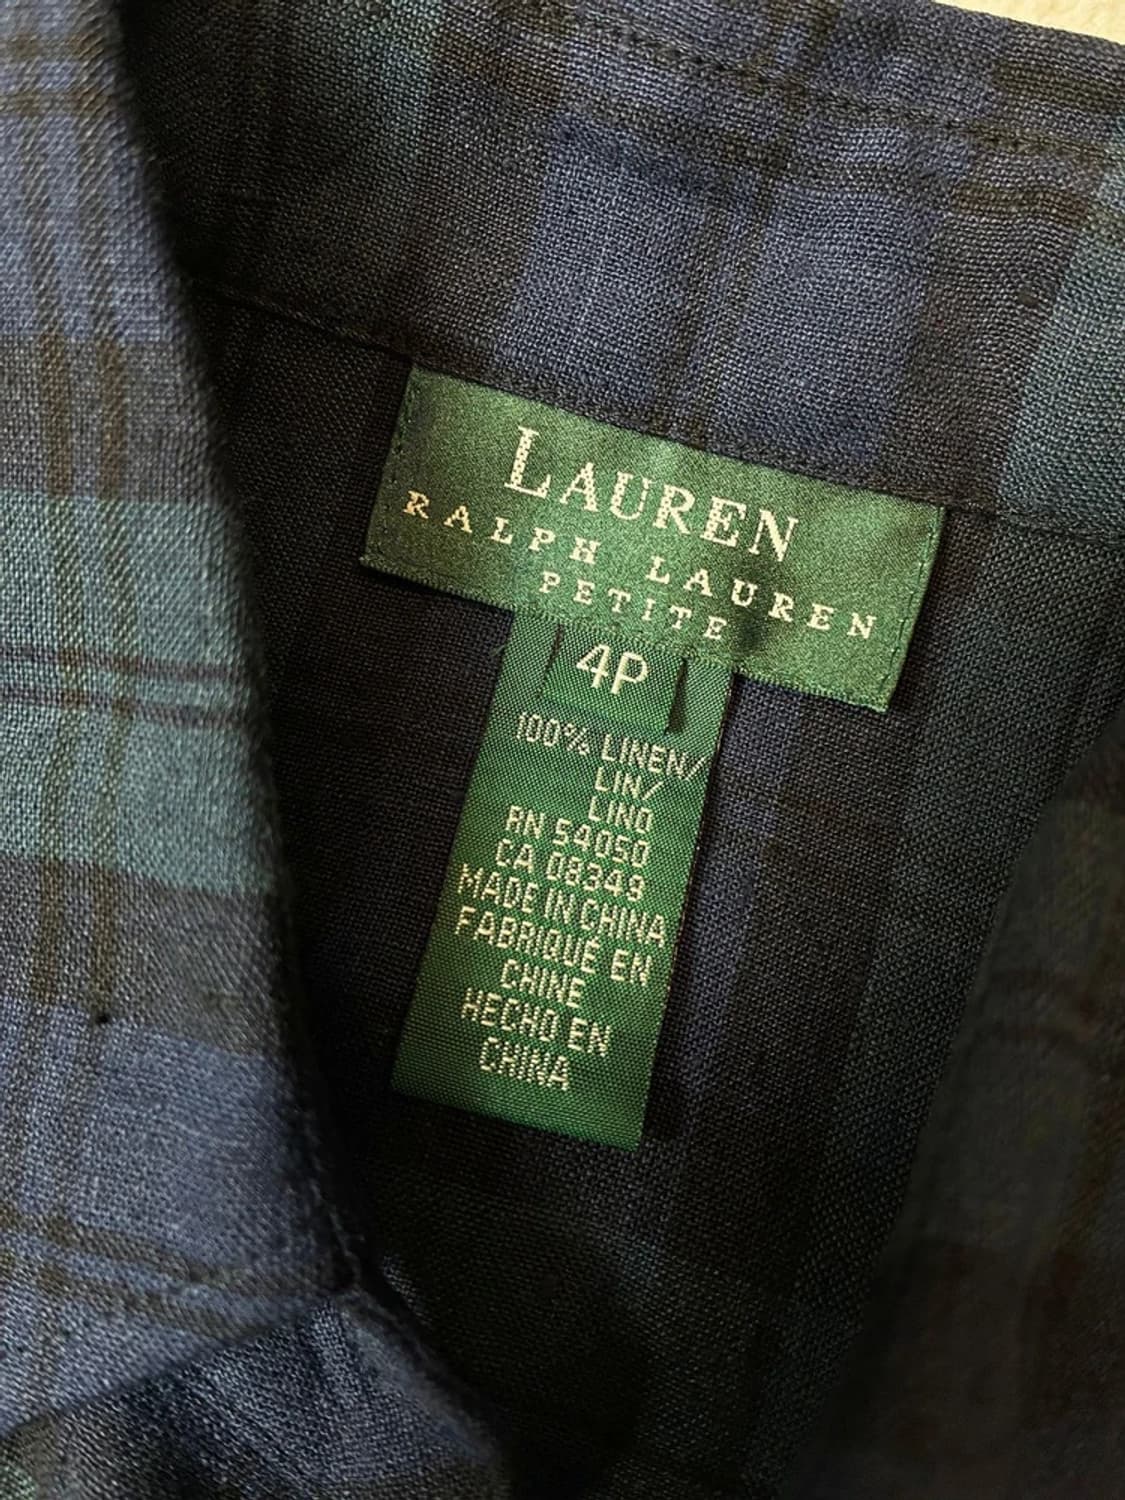 LAUREN
RALPH LAUREN
PETITE
4P
100% LINEN/
LIN/
LINO
RN 54050
CA 08349
MADE IN CHINA
FABRIQUÉ EN
CHINE
HECHO EN
CHINA